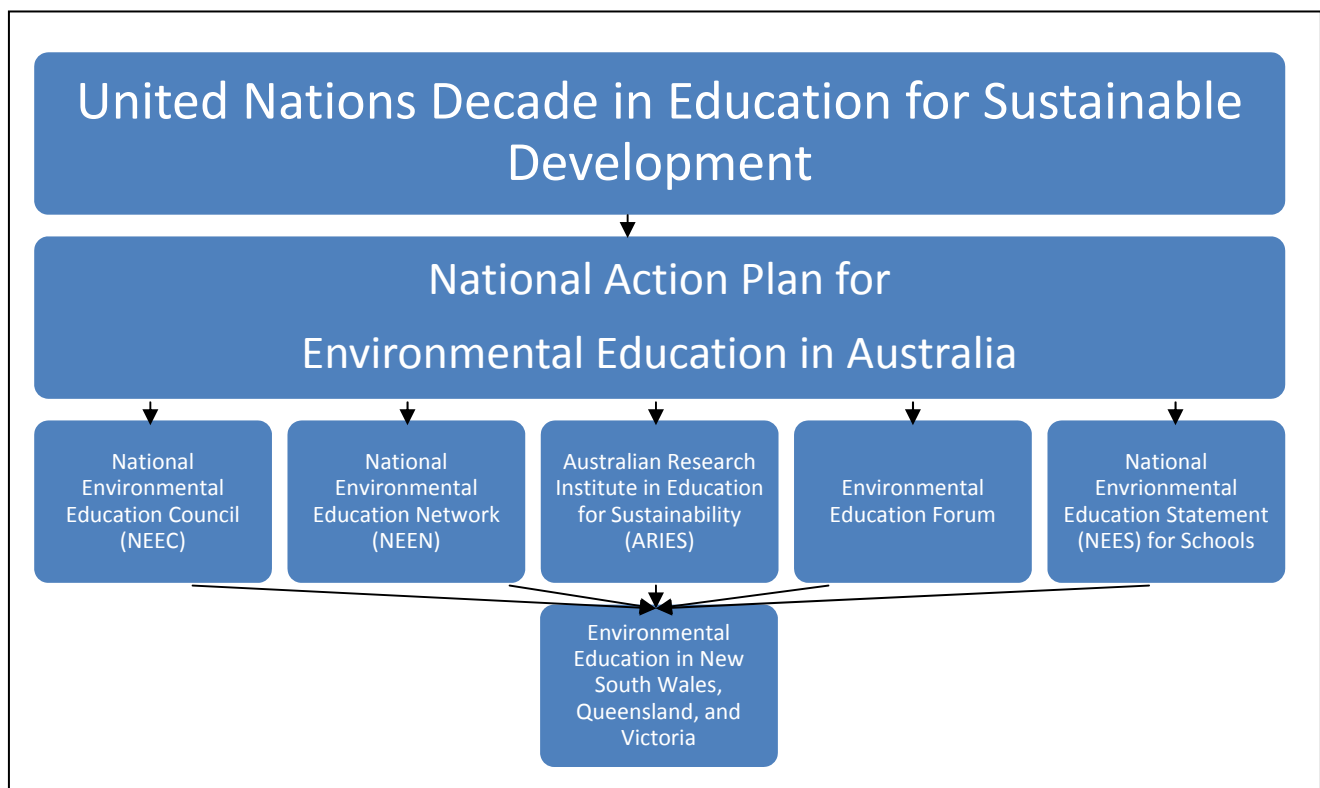 United Nations Decade in Education for Sustainable
Development
National Action Plan for
Environmental Education in Australia
National
Environmental
Education Council
(NEEC)
National
Environmental
Education Network
(NEEN)
Australian Research
Institute in Education
for Sustainability
(ARIES)
Environmental
Education Forum
National
Envrionmental
Education Statement
(NEES) for Schools
Environmental
Education in New
South Wales,
Queensland, and
Victoria